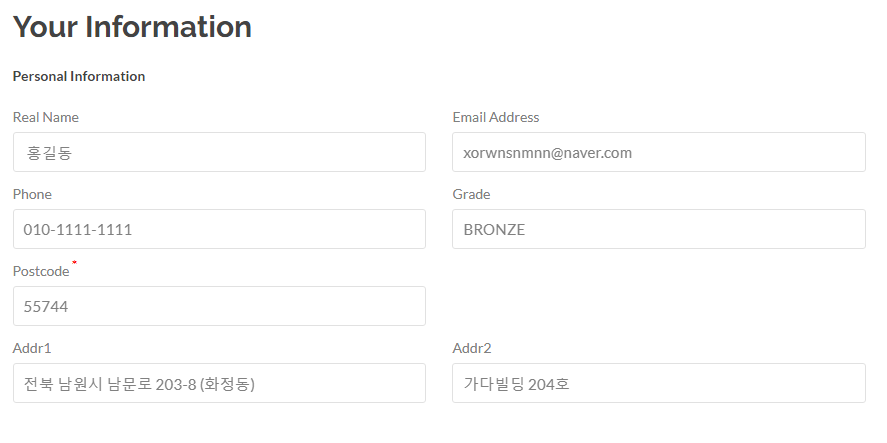 Your Information
Personal Information
Real Name
Email Address
홍길동
xorwnsnmnn@naver.com
Phone
Grade
010-1111-1111
BRONZE
Postcode *
55744
Addr1
Addr2
전북 남원시 남문로 203-8 (화정동)
가다빌딩 204호